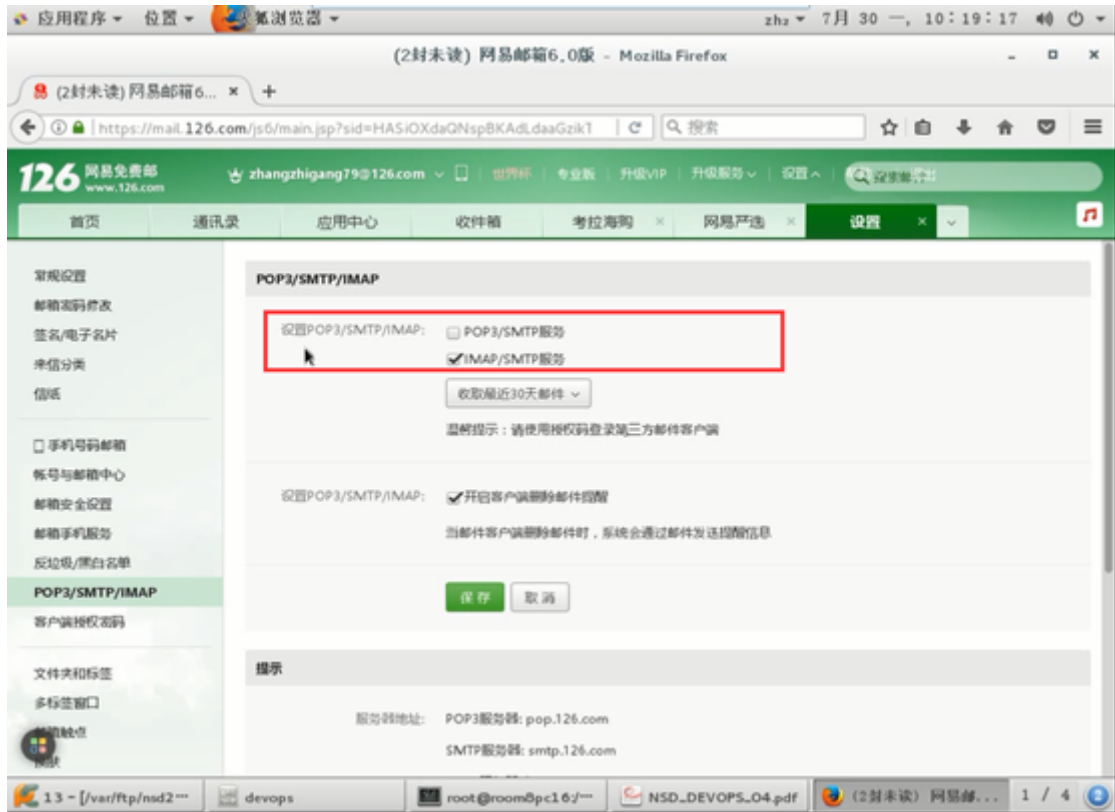 应用程序 位置 火狐浏览器 zhz 7月 30 一, 10:19:17
(2封未读) 网易邮箱6.0版 - Mozilla Firefox
(2封未读) 网易邮箱6...
https://mail.126.com/js6/main.jsp?sid=HASiOXdaQNspBKAdLdaaGzik1 搜索
126 网易免费邮 www.126.com zhangzhigang79@126.com 世界杯 专业版 升级VIP 升级服务 设置
首页 通讯录 应用中心 收件箱 考拉海购 网易严选 设置
常规设置
邮箱密码修改
签名/电子名片
来信分类
信纸
手机号码邮箱
帐号与邮箱中心
邮箱安全设置
邮箱手机服务
反垃圾/黑白名单
POP3/SMTP/IMAP
客户端授权密码
文件夹和标签
多标签窗口
邮箱触点
换肤
POP3/SMTP/IMAP
设置POP3/SMTP/IMAP: POP3/SMTP服务
IMAP/SMTP服务
收取最近30天邮件
温馨提示：请使用授权码登录第三方邮件客户端
设置POP3/SMTP/IMAP: 开启客户端删除邮件提醒
当邮件客户端删除邮件时，系统会通过邮件发送提醒信息
保存 取消
提示
服务器地址: POP3服务器: pop.126.com
SMTP服务器: smtp.126.com
13 - [/var/ftp/nsd2··· devops root@room8pc16:/··· NSD_DEVOPS_04.pdf (2封未读) 网易邮... 1 / 4 2